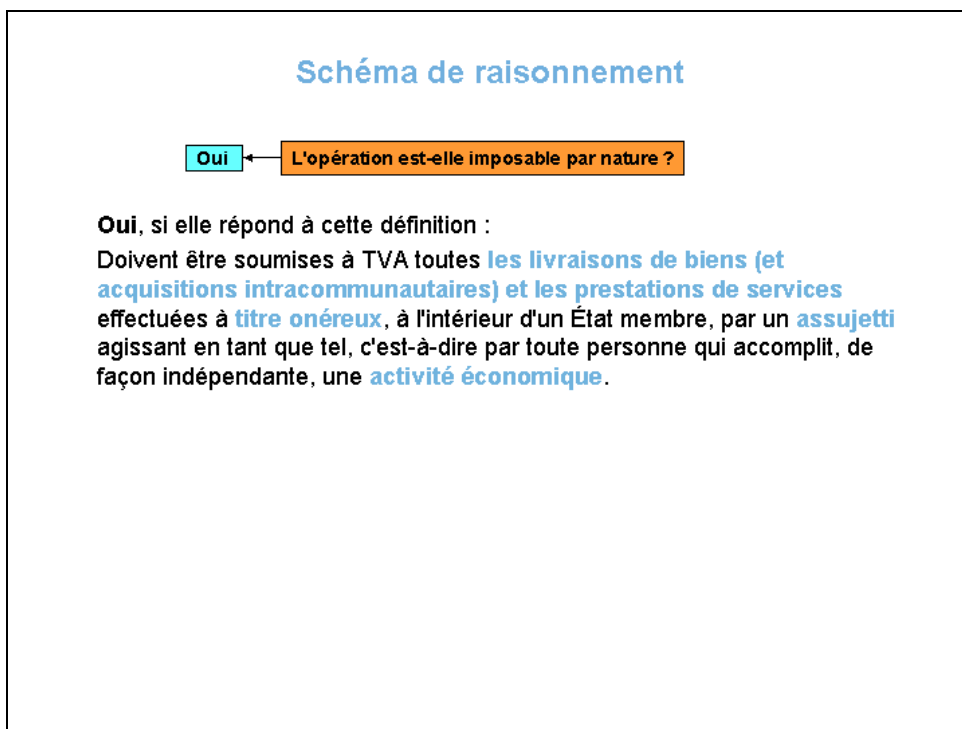 Schéma de raisonnement
Oui
L'opération est-elle imposable par nature ?
Oui, si elle répond à cette définition :
Doivent être soumises à TVA toutes les livraisons de biens (et
acquisitions intracommunautaires) et les prestations de services
effectuées à titre onéreux, à l'intérieur d'un État membre, par un assujetti
agissant en tant que tel, c'est-à-dire par toute personne qui accomplit, de
façon indépendante, une activité économique.